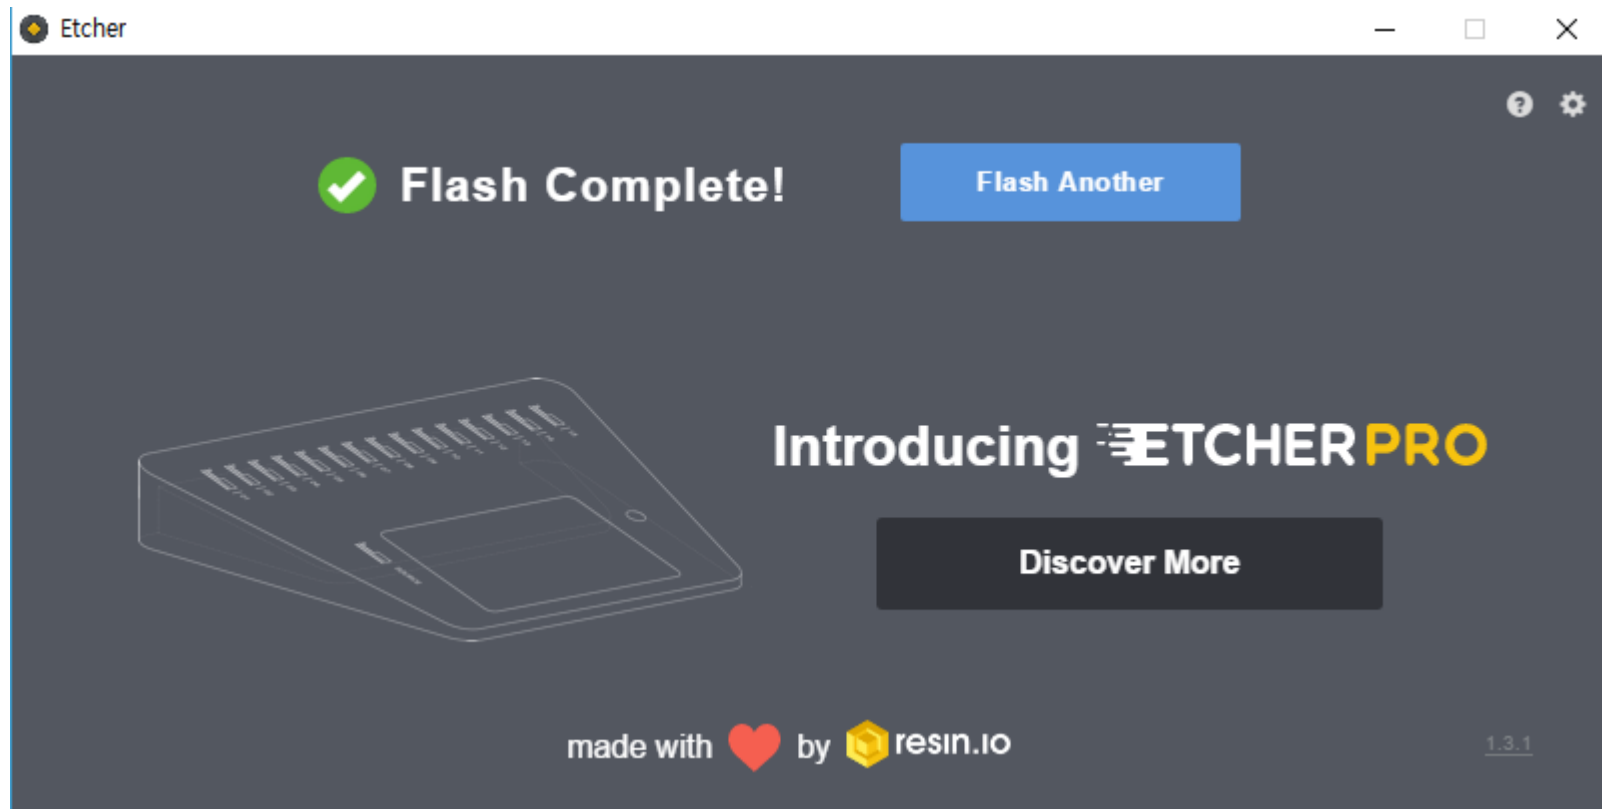 Etcher
Flash Complete!
Flash Another
Introducing ETCHER PRO
Discover More
made with by resin.io
1.3.1